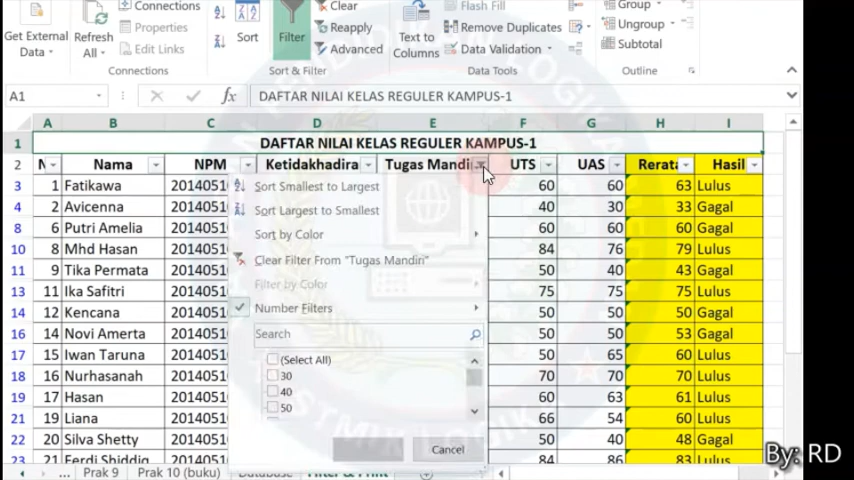 Connections
Clear
Flash Fill
Group
Get External
Refresh
Properties
Sort
Filter
Reapply
Text to
Remove Duplicates
Ungroup
Data
All
Edit Links
Advanced
Columns
Data Validation
Subtotal
Connections
Sort & Filter
Data Tools
Outline
A1
fx
DAFTAR NILAI KELAS REGULER KAMPUS-1
A B C D E F G H I
1 DAFTAR NILAI KELAS REGULER KAMPUS-1
2 N Nama NPM Ketidakhadira Tugas Mandi UTS UAS Rerata Hasil
3 1 Fatikawa 2014051 60 60 63 Lulus
4 2 Avicenna 2014051 40 30 33 Gagal
8 6 Putri Amelia 2014051 60 60 60 Gagal
10 8 Mhd Hasan 2014051 84 76 79 Lulus
11 9 Tika Permata 2014051 50 40 43 Gagal
13 11 Ika Safitri 2014051 75 75 75 Lulus
14 12 Kencana 2014051 50 50 50 Gagal
16 14 Novi Amerta 2014051 50 50 53 Gagal
17 15 Iwan Taruna 2014051 50 65 60 Lulus
18 16 Nurhasanah 2014051 70 70 70 Lulus
19 17 Hasan 2014051 60 63 61 Lulus
21 19 Liana 2014051 66 54 60 Lulus
22 20 Silva Shetty 2014051 50 40 48 Gagal
23 21 Ferdi Shiddiq 2014051 84 86 83 Lulus
Sort Smallest to Largest
Sort Largest to Smallest
Sort by Color
Clear Filter From "Tugas Mandiri"
Filter by Color
Number Filters
Search
(Select All)
30
40
50
Cancel
... Prak 9 Prak 10 (buku) Database Filter & Print
By: RD